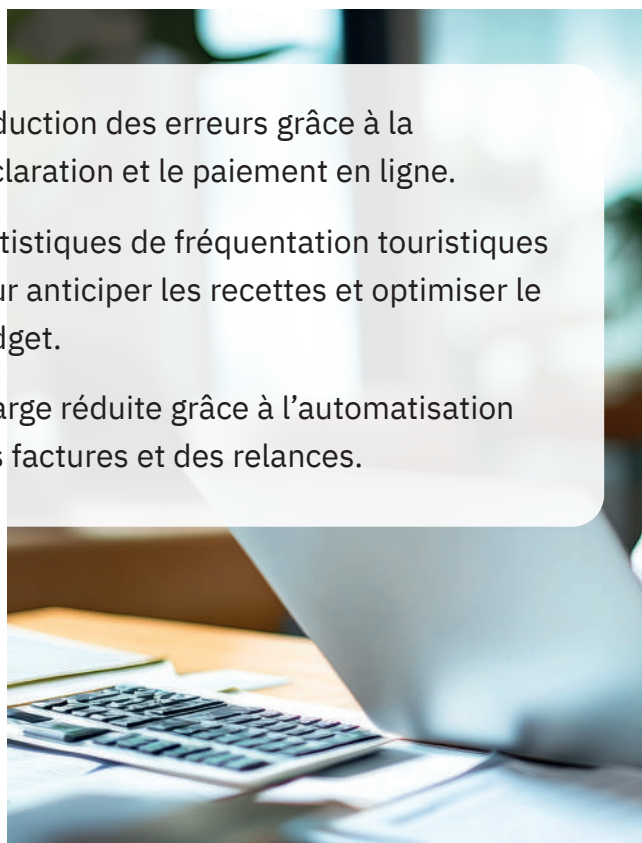 duction des erreurs grâce à la
claration et le paiement en ligne.
tistiques de fréquentation touristiques
ur anticiper les recettes et optimiser le
dget.
arge réduite grâce à l’automatisation
s factures et des relances.